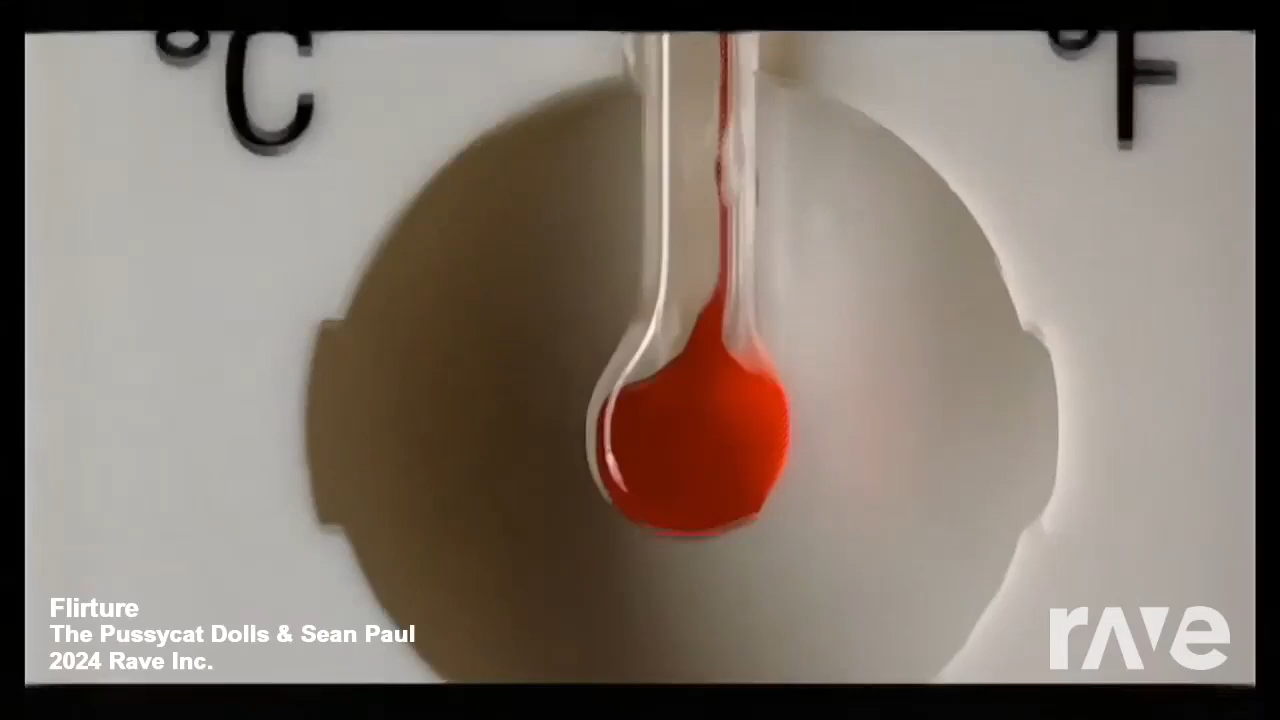 °C
°F
Flirture
The Pussycat Dolls & Sean Paul
2024 Rave Inc.
rave